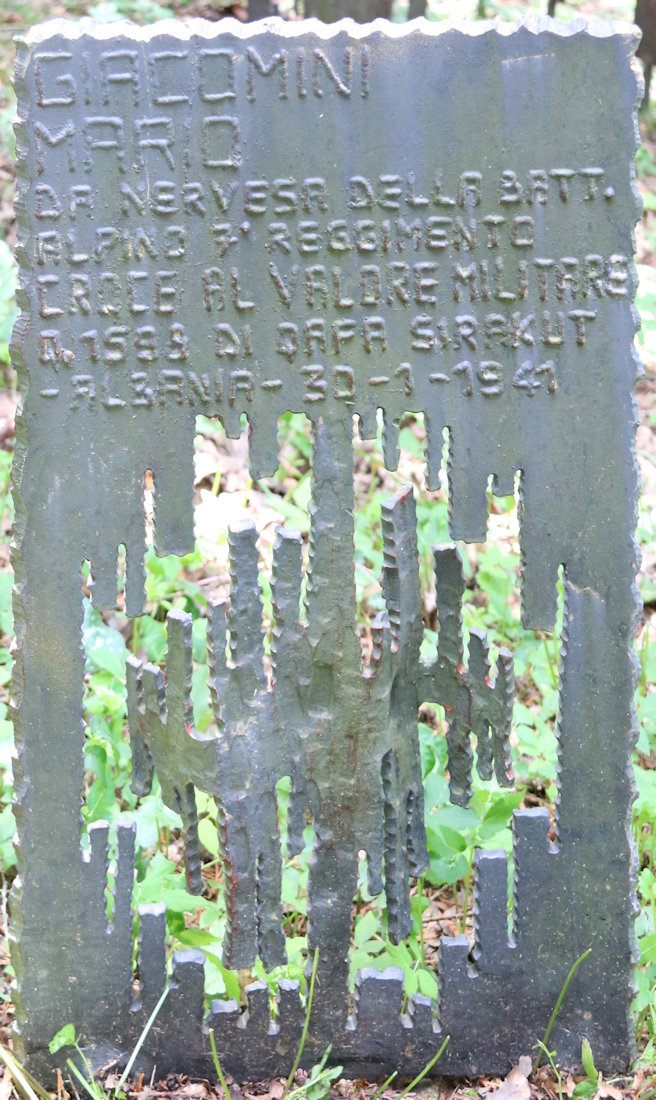 GIACOMINI
MARIO
DA NERVESA DELLA BATT.
ALPINO 7° REGGIMENTO
CROCE AL VALORE MILITARE
Q.1598 DI QAFA SIRAKUT
-ALBANIA-30-1-1941